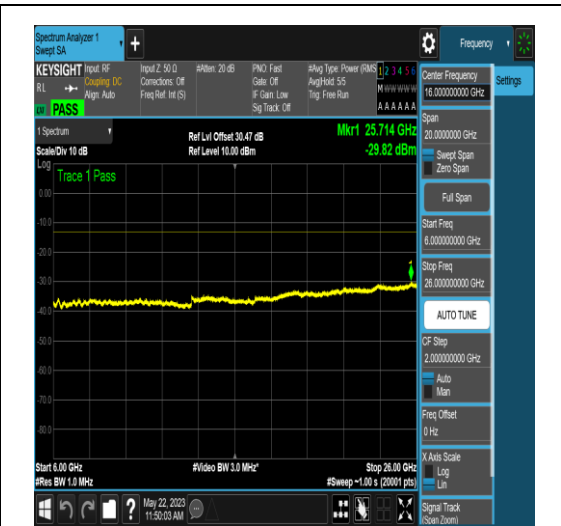 Spectrum Analyzer 1
Swept SA
Frequency
KEYSIGHT
RL
PASS
Input: RF
Coupling: DC
Align: Auto
Input Z: 50 Ω
Corrections: Off
Freq Ref: Int (S)
#Atten: 20 dB
PNO: Fast
Gate: Off
IF Gain: Low
Sig Track: Off
#Avg Type: Power (RMS
Avg|Hold: 5/5
Trig: Free Run
1 2 3 4 5 6
M W W W W W
A A A A A A
Center Frequency
16.000000000 GHz
Settings
Span
20.0000000 GHz
Swept Span
Zero Span
Full Span
Start Freq
6.000000000 GHz
Stop Freq
26.000000000 GHz
AUTO TUNE
CF Step
2.000000000 GHz
Auto
Man
Freq Offset
0 Hz
X Axis Scale
Log
Lin
Signal Track
(Span Zoom)
1 Spectrum
Scale/Div 10 dB
Log
Ref Lvl Offset 30.47 dB
Ref Level 10.00 dBm
Mkr1 25.714 GHz
-29.82 dBm
Trace 1 Pass
1
0.00
-10.0
-20.0
-30.0
-40.0
-50.0
-60.0
-70.0
-80.0
Start 6.00 GHz
#Res BW 1.0 MHz
#Video BW 3.0 MHz*
Stop 26.00 GHz
#Sweep ~1.00 s (20001 pts)
?
May 22, 2023
11:50:03 AM